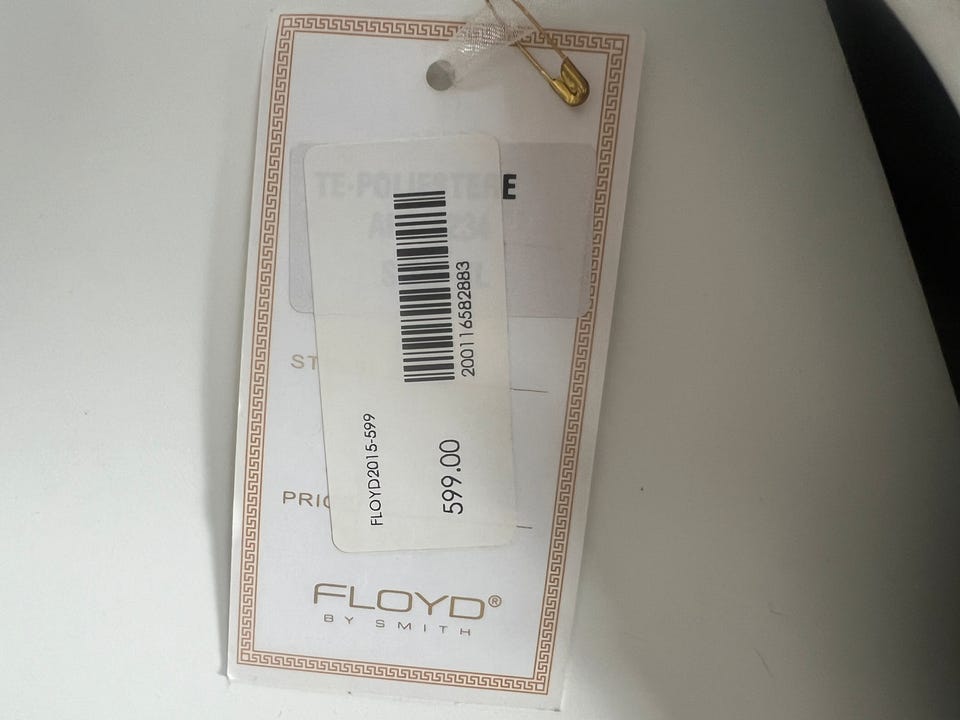 TE-POLIESTERE
ST
200116582883
FLOYD2015-599
599.00
PRIC
FLOYD®
BY SMITH